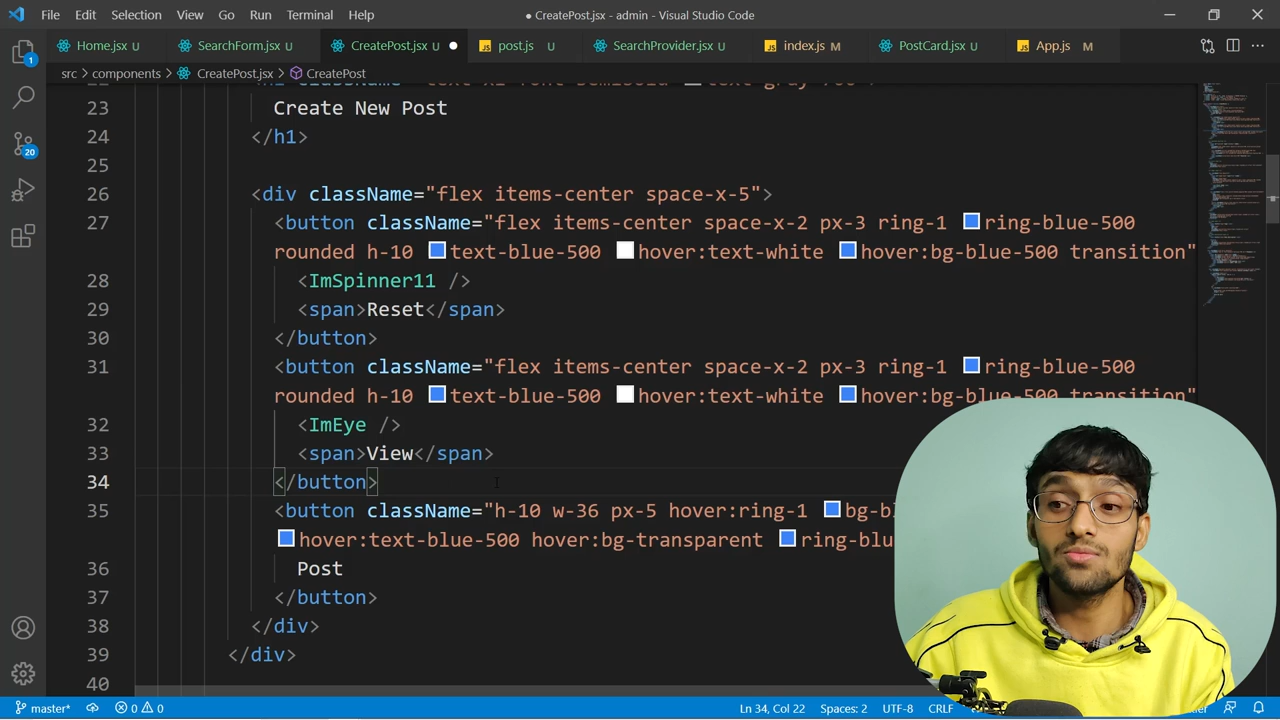 File Edit Selection View Go Run Terminal Help
● CreatePost.jsx - admin - Visual Studio Code
Home.jsx U SearchForm.jsx U CreatePost.jsx U post.js U SearchProvider.jsx U index.js M PostCard.jsx U App.js M
src > components > CreatePost.jsx > CreatePost
23 Create New Post
24 </h1>
25
26 <div className="flex items-center space-x-5">
27 <button className="flex items-center space-x-2 px-3 ring-1 ring-blue-500
rounded h-10 text-blue-500 hover:text-white hover:bg-blue-500 transition"
28 <ImSpinner11 />
29 <span>Reset</span>
30 </button>
31 <button className="flex items-center space-x-2 px-3 ring-1 ring-blue-500
rounded h-10 text-blue-500 hover:text-white hover:bg-blue-500 transition"
32 <ImEye />
33 <span>View</span>
34 </button>
35 <button className="h-10 w-36 px-5 hover:ring-1
hover:text-blue-500 hover:bg-transparent
36 Post
37 </button>
38 </div>
39 </div>
40
1
20
master* 0 0 Ln 34, Col 22 Spaces: 2 UTF-8 CRLF